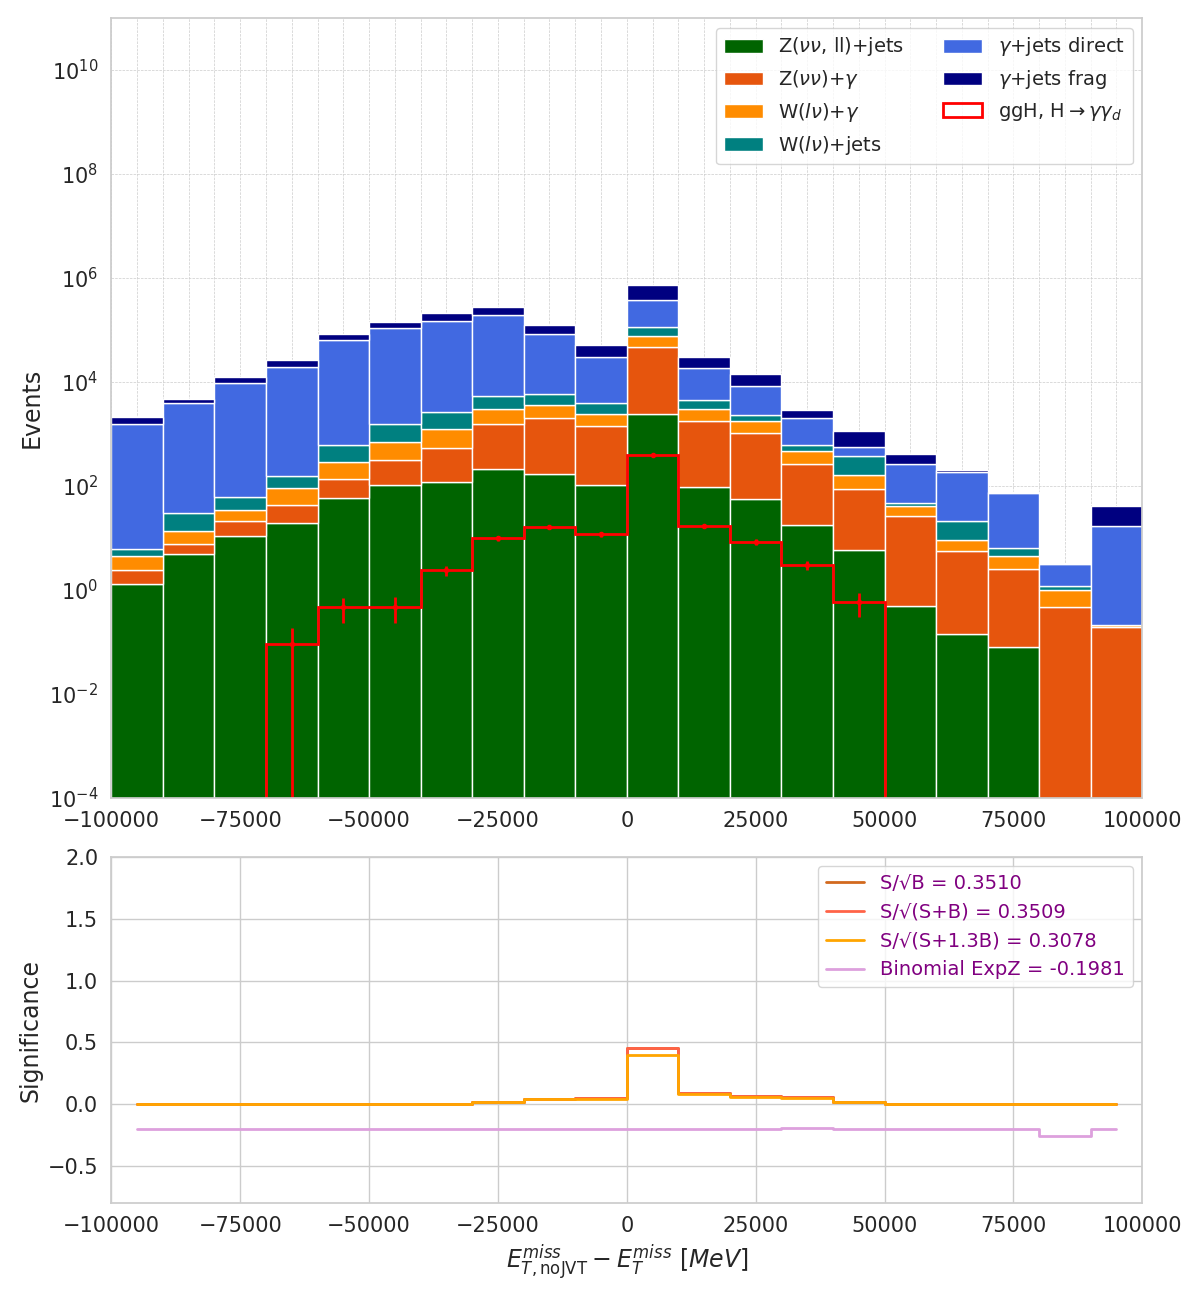 Z(νν, ll)+jets
Z(νν)+γ
W(lν)+γ
W(lν)+jets
γ+jets direct
γ+jets frag
ggH, H→γγ_d
Events
10^10
10^8
10^6
10^4
10^2
10^0
10^−2
10^−4
−100000 −75000 −50000 −25000 0 25000 50000 75000 100000
S/√B = 0.3510
S/√(S+B) = 0.3509
S/√(S+1.3B) = 0.3078
Binomial ExpZ = -0.1981
Significance
2.0
1.5
1.0
0.5
0.0
−0.5
−100000 −75000 −50000 −25000 0 25000 50000 75000 100000
E_{T,noJVT}^{miss} − E_T^{miss} [MeV]